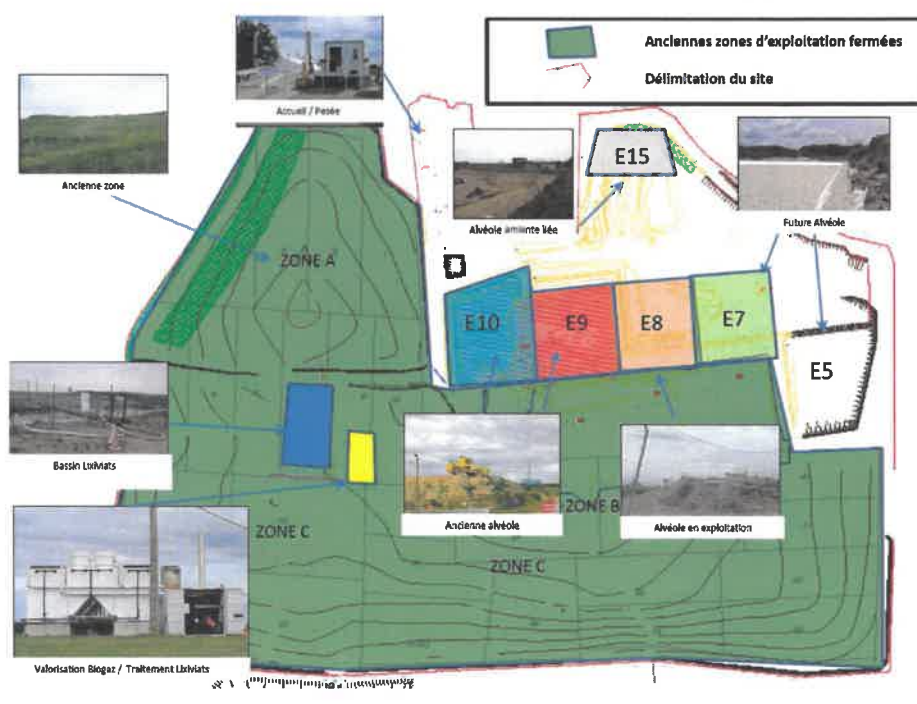 Anciennes zones d'exploitation fermées
Délimitation du site
Accueil / Pesée
Ancienne zone
E15
Alvéole amiante liée
Future Alvéole
ZONE A
E10
E9
E8
E7
E5
Bassin Lixiviats
Ancienne alvéole
Alvéole en exploitation
ZONE B
ZONE C
ZONE C
Valorisation Biogaz / Traitement Lixiviats